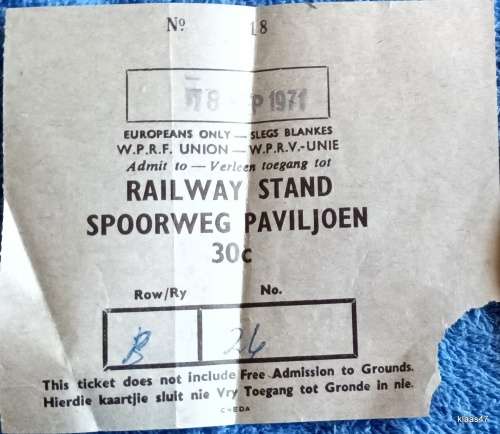 No 18
18 SEP 1971
EUROPEANS ONLY — SLEGS BLANKES
W.P.R.F. UNION — W.P.R.V.-UNIE
Admit to — Verleen toegang tot
RAILWAY STAND
SPOORWEG PAVILJOEN
30c
Row/Ry No.
B 26
This ticket does not include Free Admission to Grounds.
Hierdie kaartjie sluit nie Vry Toegang tot Gronde in nie.
klaas47